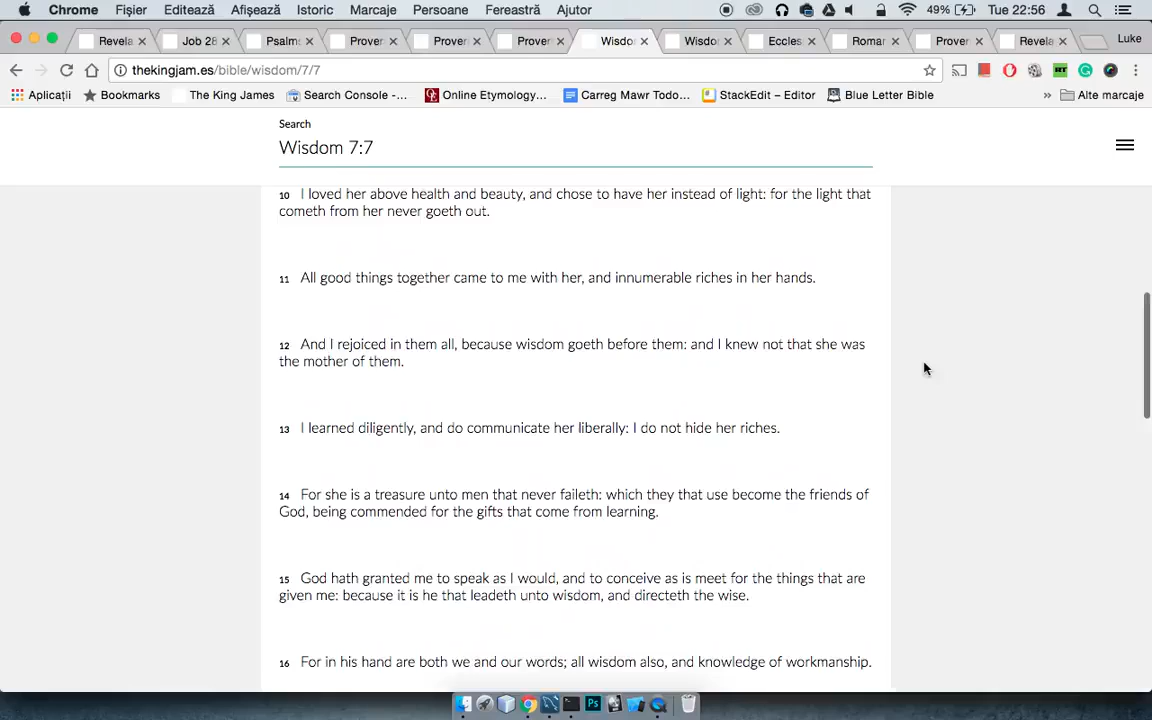 Chrome Fișier Editează Afișează Istoric Marcaje Persoane Fereastră Ajutor 49% Tue 22:56
Revela Job 28 Psalm Prover Prover Prover Wisdo Wisdo Eccles Romar Prover Revela Luke
thekingjam.es/bible/wisdom/7/7
Aplicații Bookmarks The King James Search Console -... Online Etymology... Carreg Mawr Todo... StackEdit – Editor Blue Letter Bible » Alte marcaje
Search
Wisdom 7:7
10 I loved her above health and beauty, and chose to have her instead of light: for the light that
cometh from her never goeth out.
11 All good things together came to me with her, and innumerable riches in her hands.
12 And I rejoiced in them all, because wisdom goeth before them: and I knew not that she was
the mother of them.
13 I learned diligently, and do communicate her liberally: I do not hide her riches.
14 For she is a treasure unto men that never faileth: which they that use become the friends of
God, being commended for the gifts that come from learning.
15 God hath granted me to speak as I would, and to conceive as is meet for the things that are
given me: because it is he that leadeth unto wisdom, and directeth the wise.
16 For in his hand are both we and our words; all wisdom also, and knowledge of workmanship.